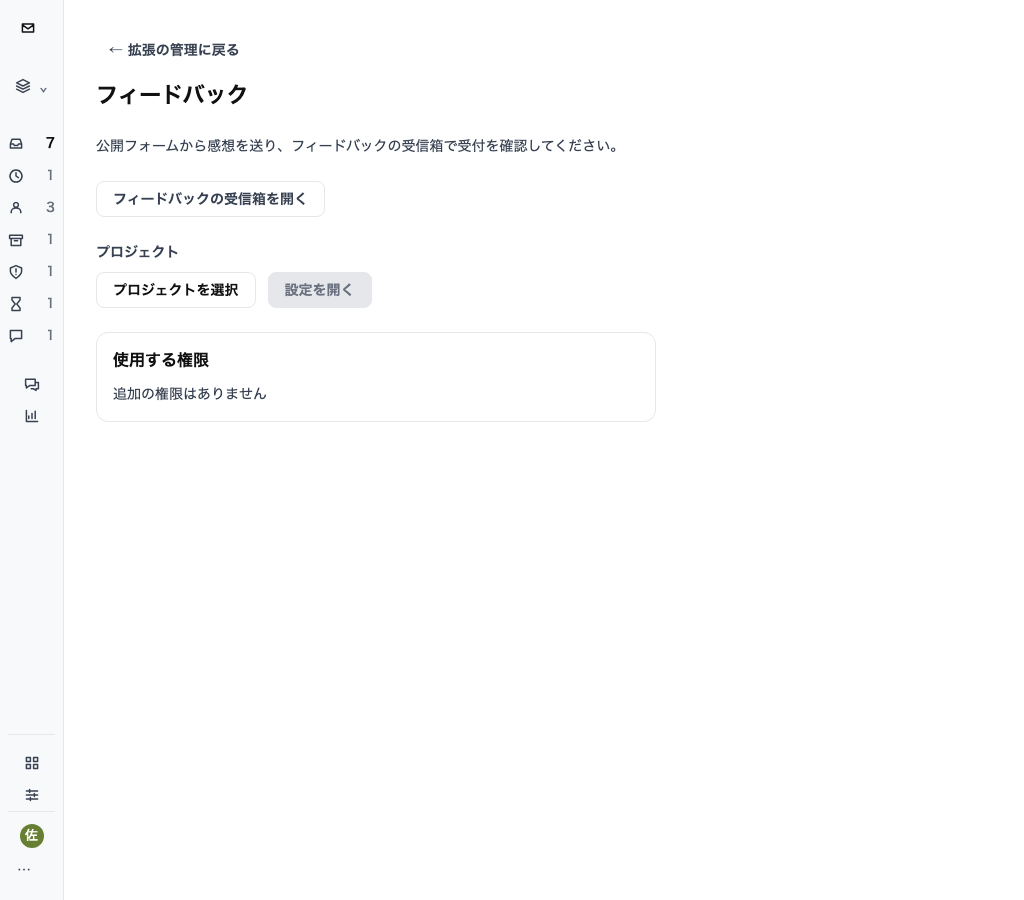 ← 拡張の管理に戻る
フィードバック
公開フォームから感想を送り、フィードバックの受信箱で受付を確認してください。
フィードバックの受信箱を開く
プロジェクト
プロジェクトを選択 設定を開く
使用する権限
追加の権限はありません
7
1
3
1
1
1
1
佐
…